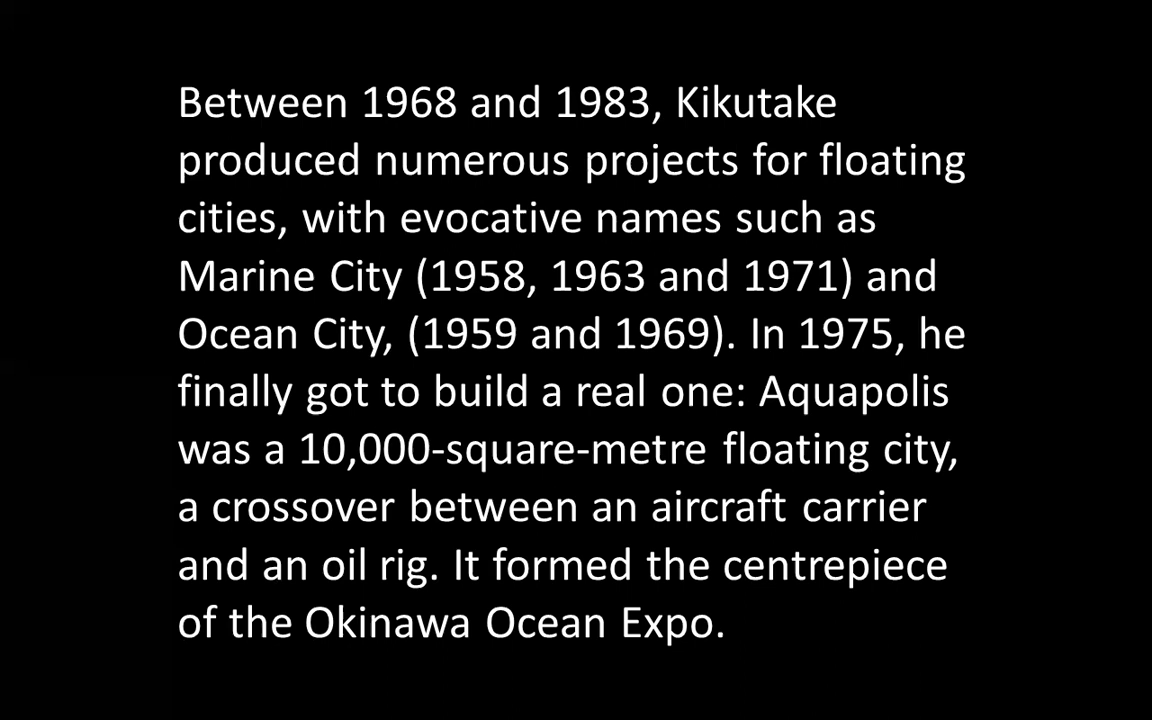 Between 1968 and 1983, Kikutake
produced numerous projects for floating
cities, with evocative names such as
Marine City (1958, 1963 and 1971) and
Ocean City, (1959 and 1969). In 1975, he
finally got to build a real one: Aquapolis
was a 10,000-square-metre floating city,
a crossover between an aircraft carrier
and an oil rig. It formed the centrepiece
of the Okinawa Ocean Expo.